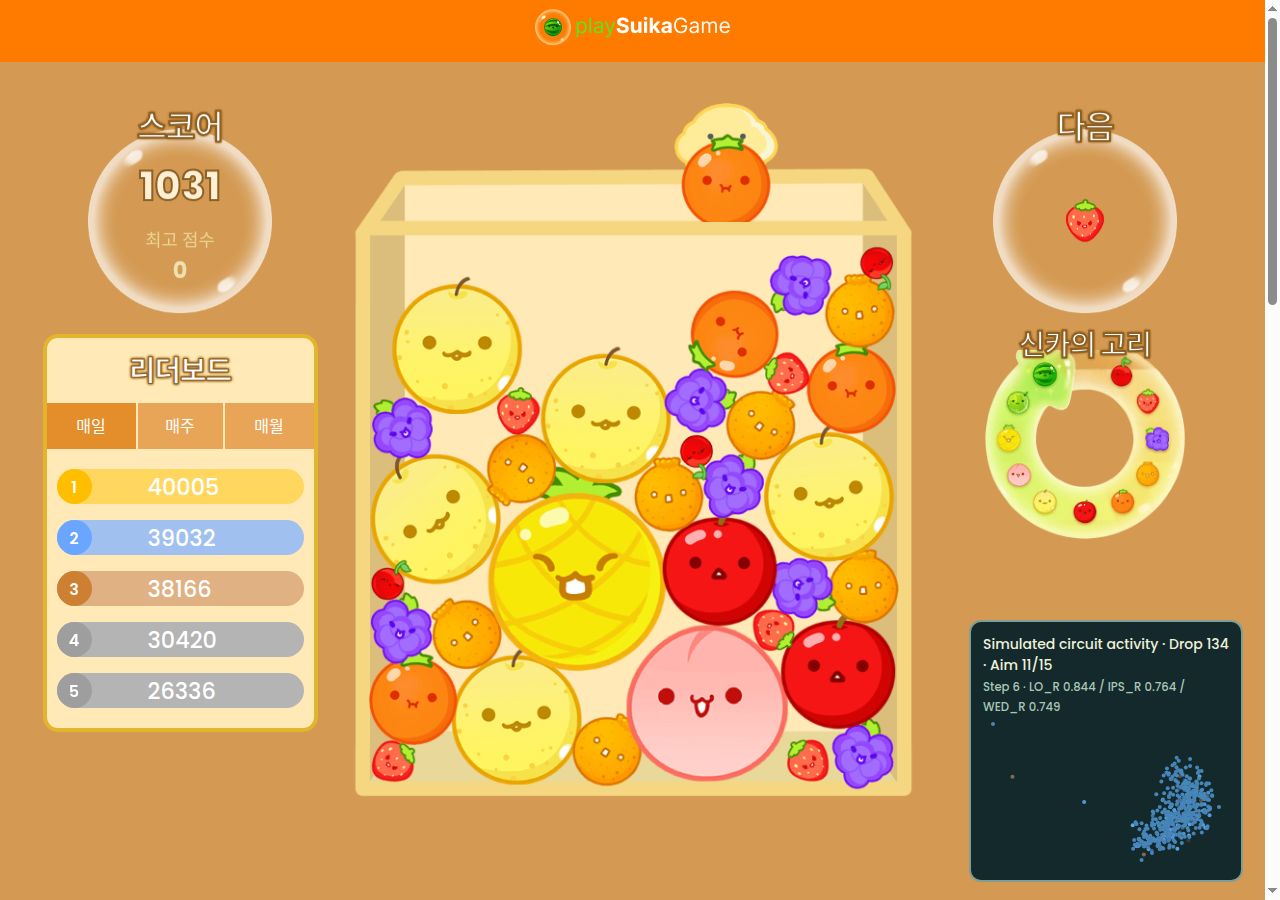 playSuikaGame
스코어
1031
최고 점수
0
리더보드
매일 매주 매월
1 40005
2 39032
3 38166
4 30420
5 26336
다음
신카의 고리
Simulated circuit activity · Drop 134
· Aim 11/15
Step 6 · LO_R 0.844 / IPS_R 0.764 /
WED_R 0.749